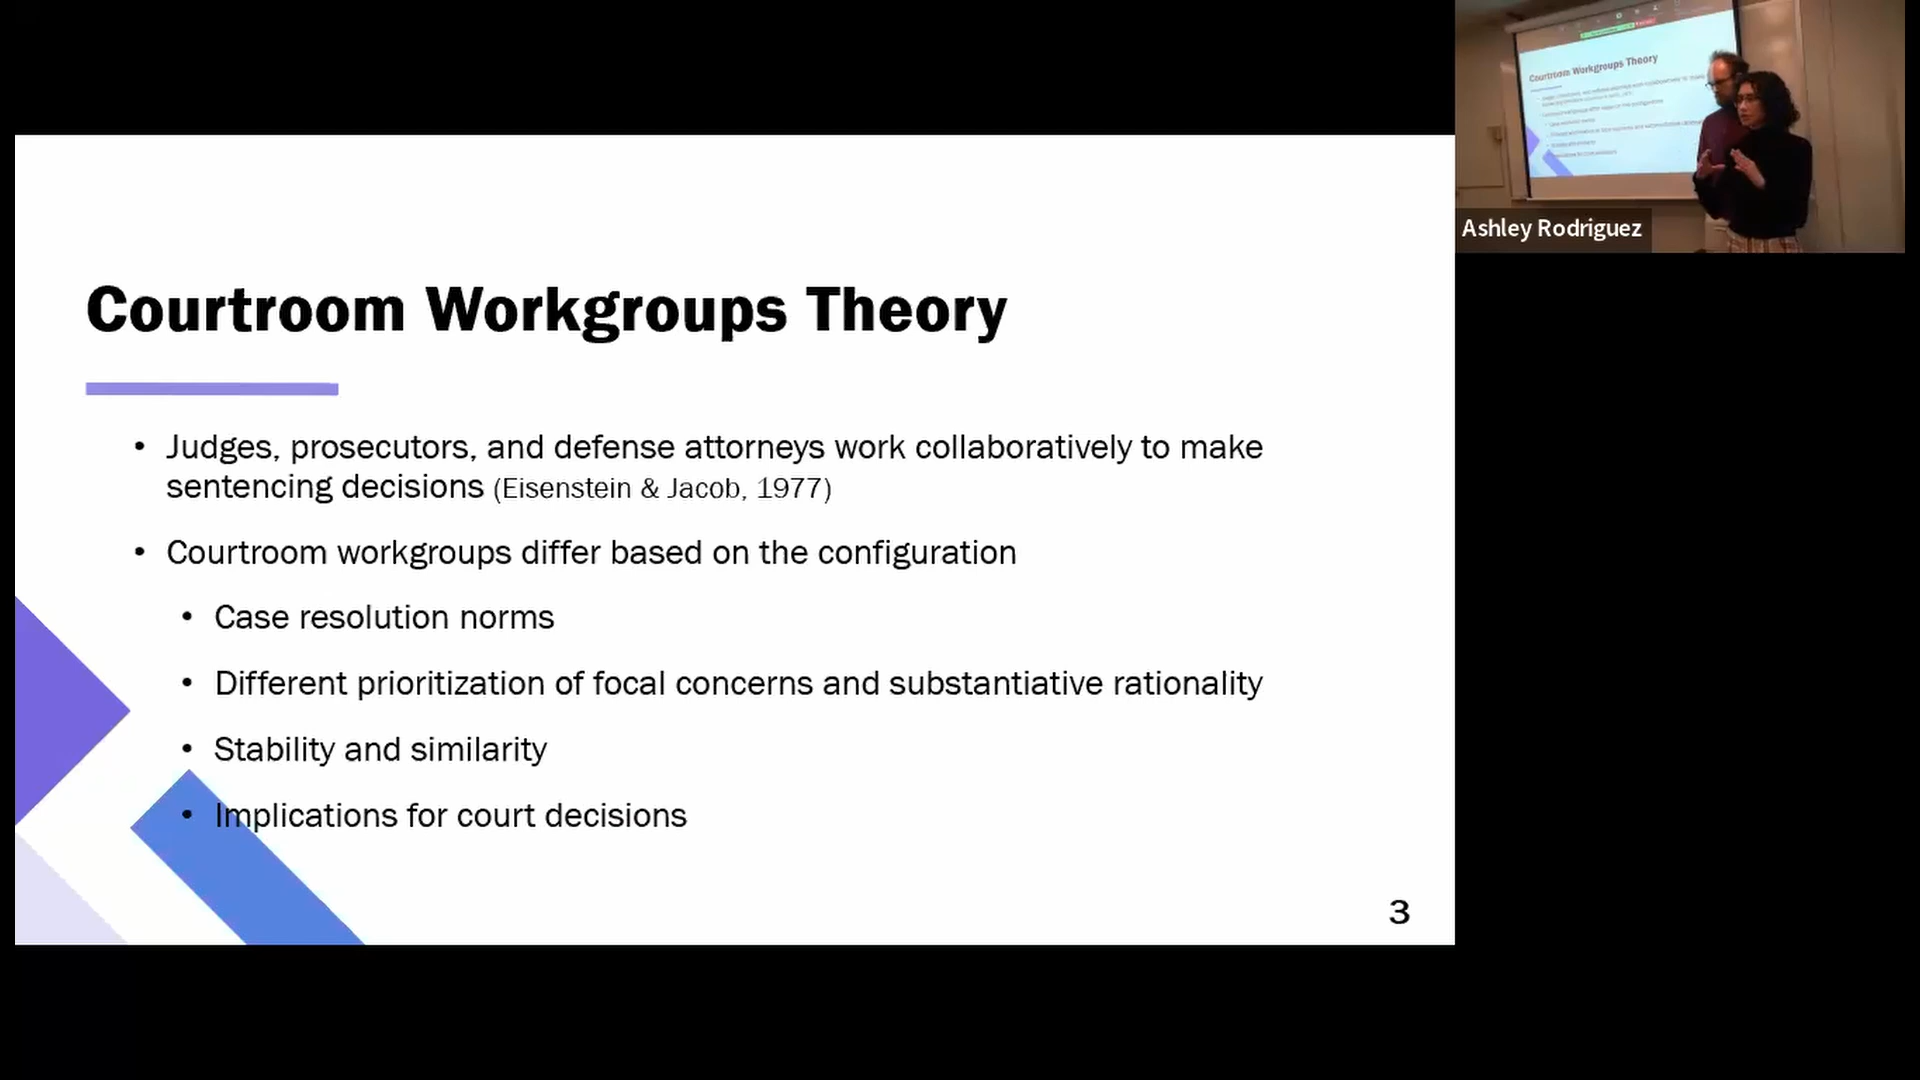 Courtroom Workgroups Theory
Ashley Rodriguez
Courtroom Workgroups Theory
• Judges, prosecutors, and defense attorneys work collaboratively to make
sentencing decisions (Eisenstein & Jacob, 1977)
• Courtroom workgroups differ based on the configuration
• Case resolution norms
• Different prioritization of focal concerns and substantiative rationality
• Stability and similarity
• Implications for court decisions
3